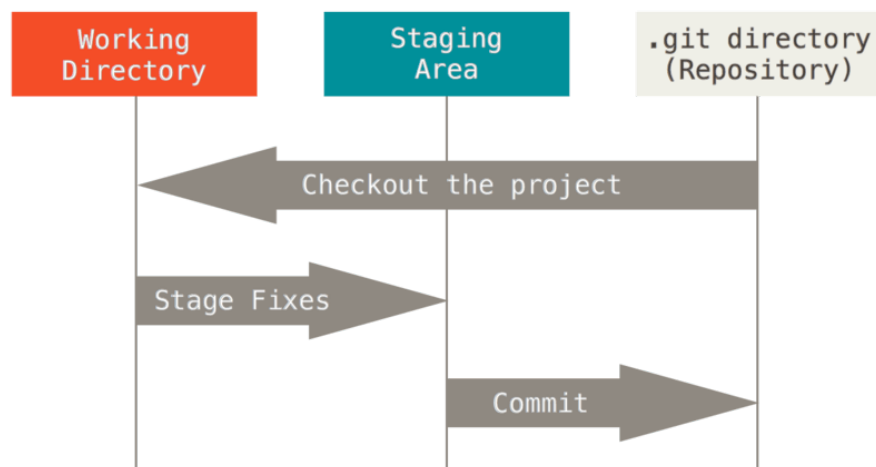 Working
Directory
Staging
Area
.git directory
(Repository)
Checkout the project
Stage Fixes
Commit